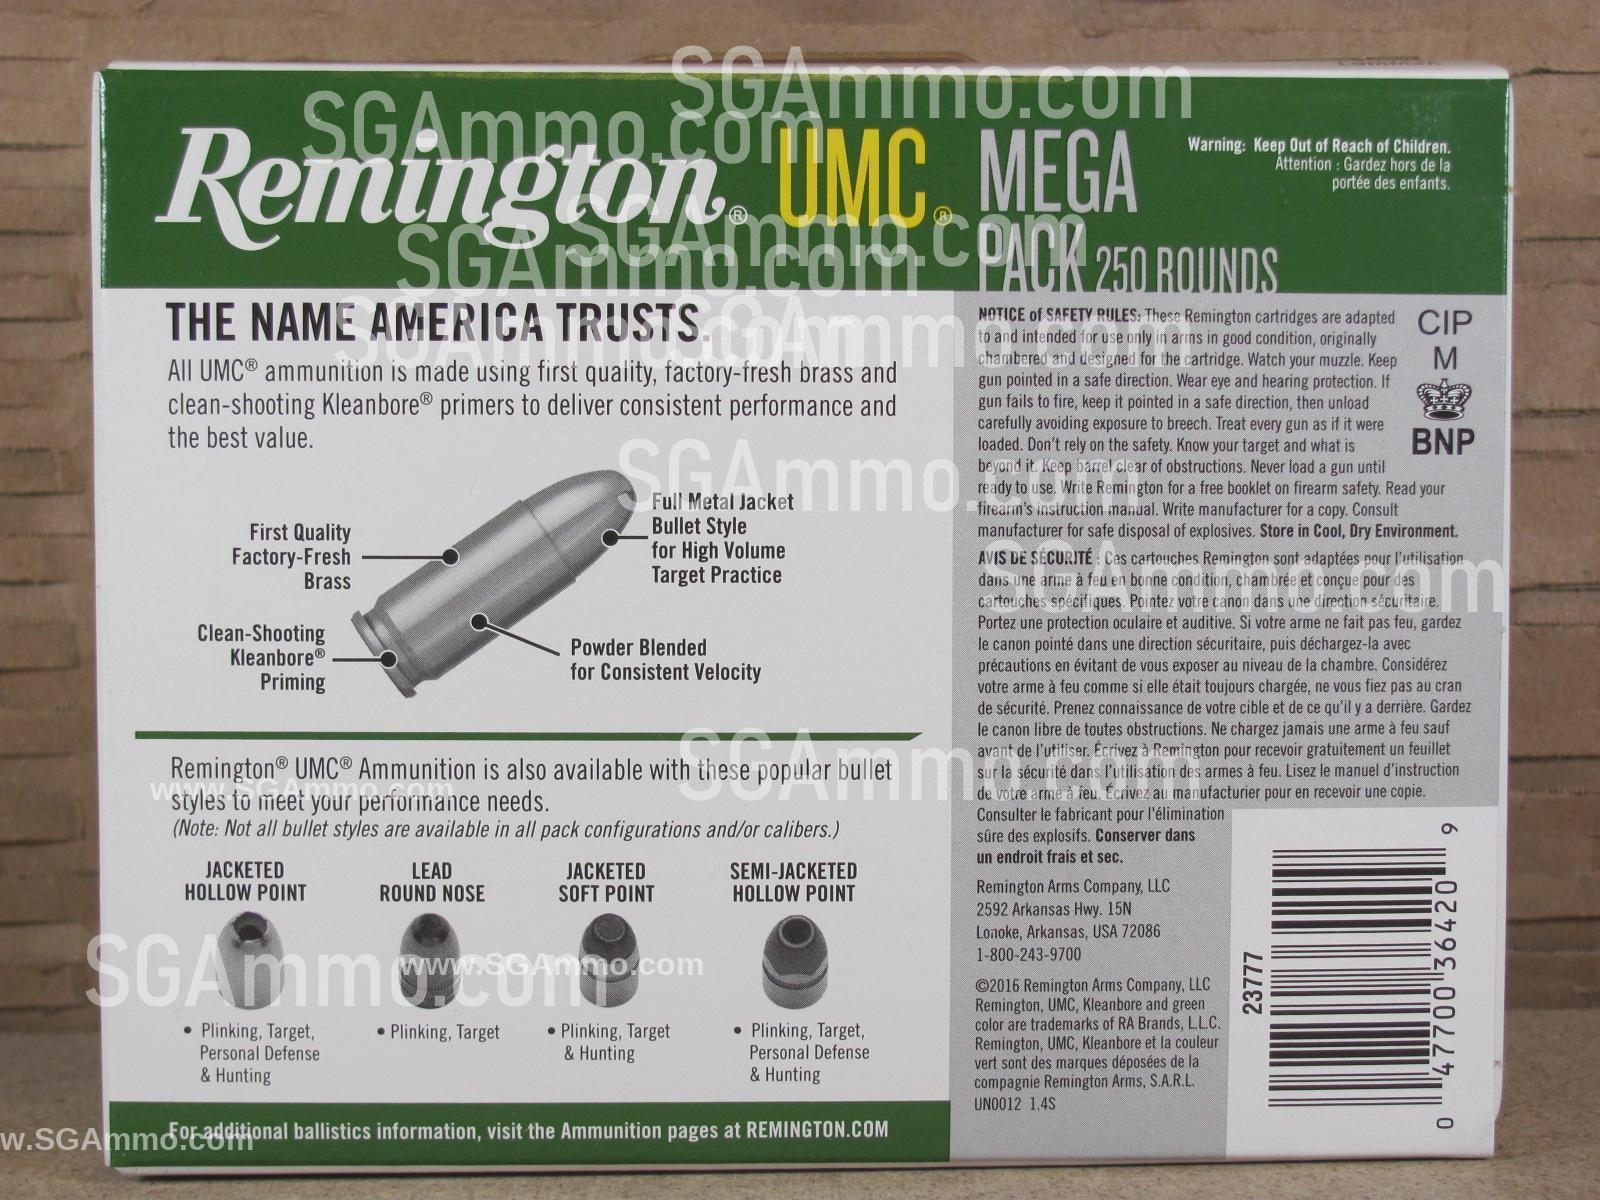 Remington® UMC®
MEGA
PACK 250 ROUNDS
Warning: Keep Out of Reach of Children.
Attention : Gardez hors de la
portée des enfants.
THE NAME AMERICA TRUSTS.
All UMC® ammunition is made using first quality, factory-fresh brass and
clean-shooting Kleanbore® primers to deliver consistent performance and
the best value.
First Quality
Factory-Fresh
Brass
Clean-Shooting
Kleanbore®
Priming
Full Metal Jacket
Bullet Style
for High Volume
Target Practice
Powder Blended
for Consistent Velocity
Remington® UMC® Ammunition is also available with these popular bullet
styles to meet your performance needs.
(Note: Not all bullet styles are available in all pack configurations and/or calibers.)
JACKETED
HOLLOW POINT
• Plinking, Target,
Personal Defense
& Hunting
LEAD
ROUND NOSE
• Plinking, Target
JACKETED
SOFT POINT
• Plinking, Target
& Hunting
SEMI-JACKETED
HOLLOW POINT
• Plinking, Target,
Personal Defense
& Hunting
For additional ballistics information, visit the Ammunition pages at REMINGTON.COM
NOTICE of SAFETY RULES: These Remington cartridges are adapted
to and intended for use only in arms in good condition, originally
chambered and designed for the cartridge. Watch your muzzle. Keep
gun pointed in a safe direction. Wear eye and hearing protection. If
gun fails to fire, keep it pointed in a safe direction, then unload
carefully avoiding exposure to breech. Treat every gun as if it were
loaded. Don't rely on the safety. Know your target and what is
beyond it. Keep barrel clear of obstructions. Never load a gun until
ready to use. Write Remington for a free booklet on firearm safety. Read your
firearm's instruction manual. Write manufacturer for a copy. Consult
manufacturer for safe disposal of explosives. Store in Cool, Dry Environment.
CIP
M
BNP
AVIS DE SÉCURITÉ : Ces cartouches Remington sont adaptées pour l'utilisation
dans une arme à feu en bonne condition, chambrée et conçue pour des
cartouches spécifiques. Pointez votre canon dans une direction sécuritaire.
Portez une protection oculaire et auditive. Si votre arme ne fait pas feu, gardez
le canon pointé dans une direction sécuritaire, puis déchargez-la avec
précautions en évitant de vous exposer au niveau de la chambre. Considérez
votre arme à feu comme si elle était toujours chargée, ne vous fiez pas au cran
de sécurité. Prenez connaissance de votre cible et de ce qu'il y a derrière. Gardez
le canon libre de toutes obstructions. Ne chargez jamais une arme à feu sauf
avant de l'utiliser. Écrivez à Remington pour recevoir gratuitement un feuillet
sur la sécurité dans l'utilisation des armes à feu. Lisez le manuel d'instruction
de votre arme à feu. Écrivez au manufacturier pour en recevoir une copie.
Consulter le fabricant pour l'élimination
sûre des explosifs. Conserver dans
un endroit frais et sec.
Remington Arms Company, LLC
2592 Arkansas Hwy. 15N
Lonoke, Arkansas, USA 72086
1-800-243-9700
©2016 Remington Arms Company, LLC
Remington, UMC, Kleanbore and green
color are trademarks of RA Brands, L.L.C.
Remington, UMC, Kleanbore et la couleur
vert sont des marques déposées de la
compagnie Remington Arms, S.A.R.L.
UN0012 1.4S
23777
0 47700 36420 9
SGAmmo.com
SGAmmo.com
SGAmmo.com
SGAmmo.com
SGAmmo.com
SGAmmo.com
SGAmmo.com
SGAmmo.com
SGAmmo.com
www.SGAmmo.com
SGAmmo.com
www.SGAmmo.com
w.SGAmmo.com